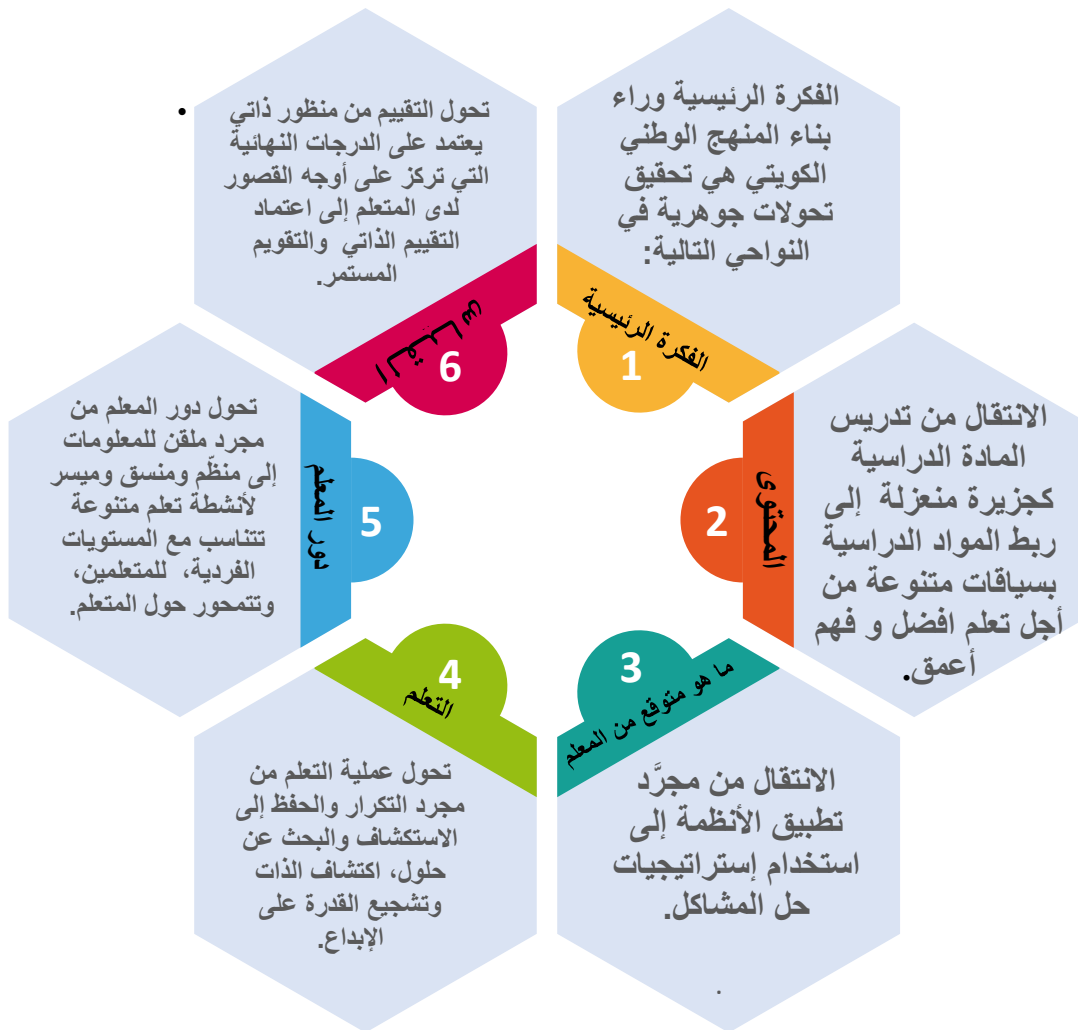 الفكرة الرئيسية وراء
بناء المنهج الوطني
الكويتي هي تحقيق
تحولات جوهرية في
النواحي التالية:
الفكرة الرئيسية
1
الانتقال من تدريس
المادة الدراسية
كجزيرة منعزلة إلى
ربط المواد الدراسية
بسياقات متنوعة من
أجل تعلم افضل و فهم
أعمق.
المحتوى
2
3
ما هو متوقع من المعلم
الانتقال من مجرَّد
تطبيق الأنظمة إلى
استخدام إستراتيجيات
حل المشاكل.
.
4
التعلم
تحول عملية التعلم من
مجرد التكرار والحفظ إلى
الاستكشاف والبحث عن
حلول، اكتشاف الذات
وتشجيع القدرة على
الإبداع.
تحول دور المعلم من
مجرد ملقن للمعلومات
إلى منظّم ومنسق وميسر
لأنشطة تعلم متنوعة
تتناسب مع المستويات
الفردية، للمتعلمين،
وتتمحور حول المتعلم.
دور المعلم
5
• تحول التقييم من منظور ذاتي
يعتمد على الدرجات النهائية
التي تركز على أوجه القصور
لدى المتعلم إلى اعتماد
التقييم الذاتي والتقويم
المستمر.
القياس
6